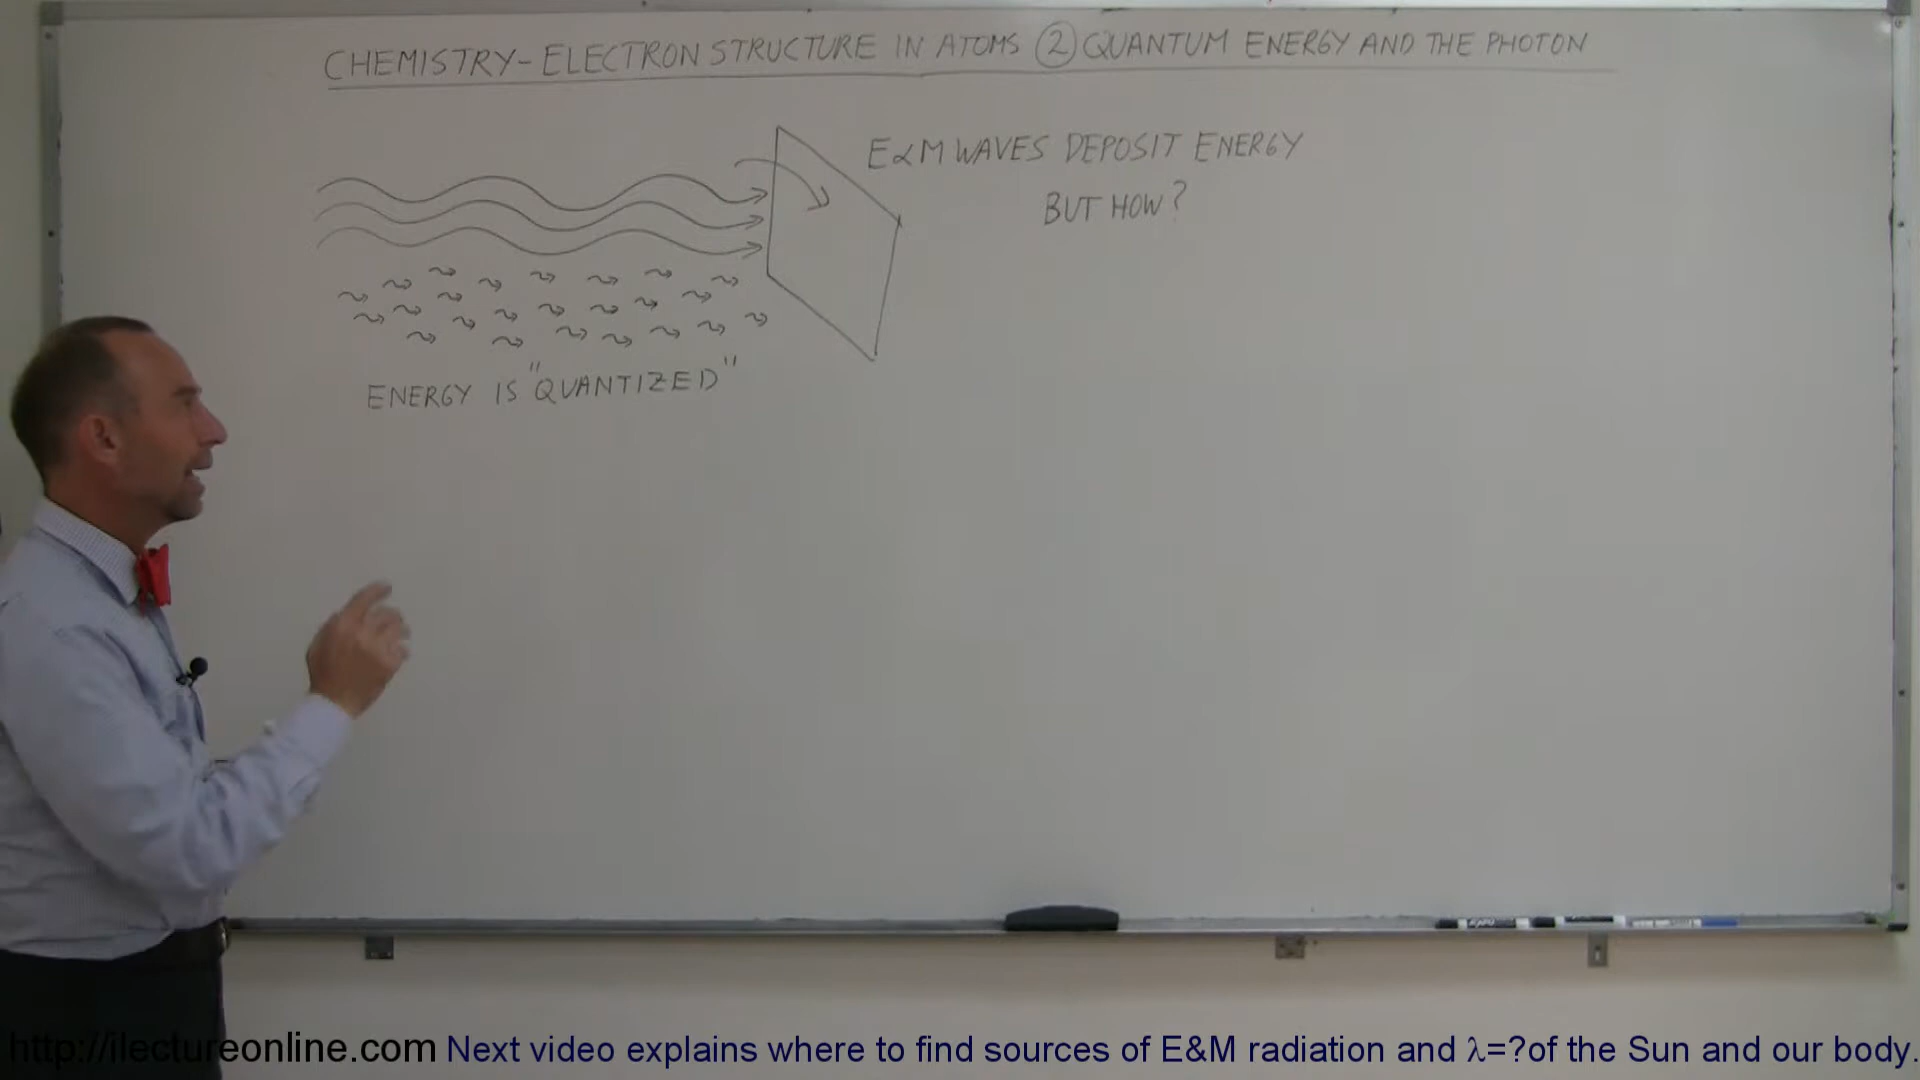 CHEMISTRY-ELECTRON STRUCTURE IN ATOMS ② QUANTUM ENERGY AND THE PHOTON
E&M WAVES DEPOSIT ENERGY
BUT HOW?
ENERGY IS "QUANTIZED"
http://ilectureonline.com Next video explains where to find sources of E&M radiation and λ=?of the Sun and our body.